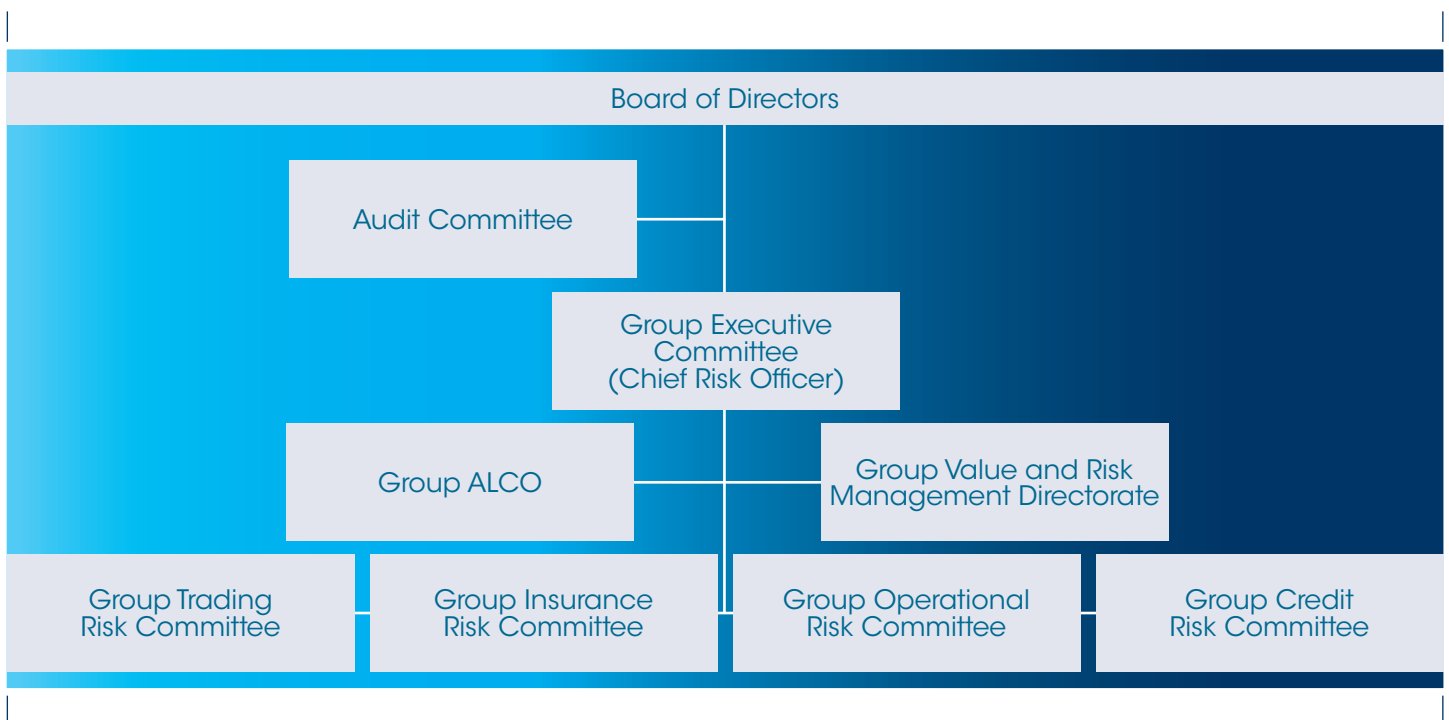 Board of Directors
Audit Committee
Group Executive
Committee
(Chief Risk Officer)
Group ALCO
Group Value and Risk
Management Directorate
Group Trading
Risk Committee
Group Insurance
Risk Committee
Group Operational
Risk Committee
Group Credit
Risk Committee